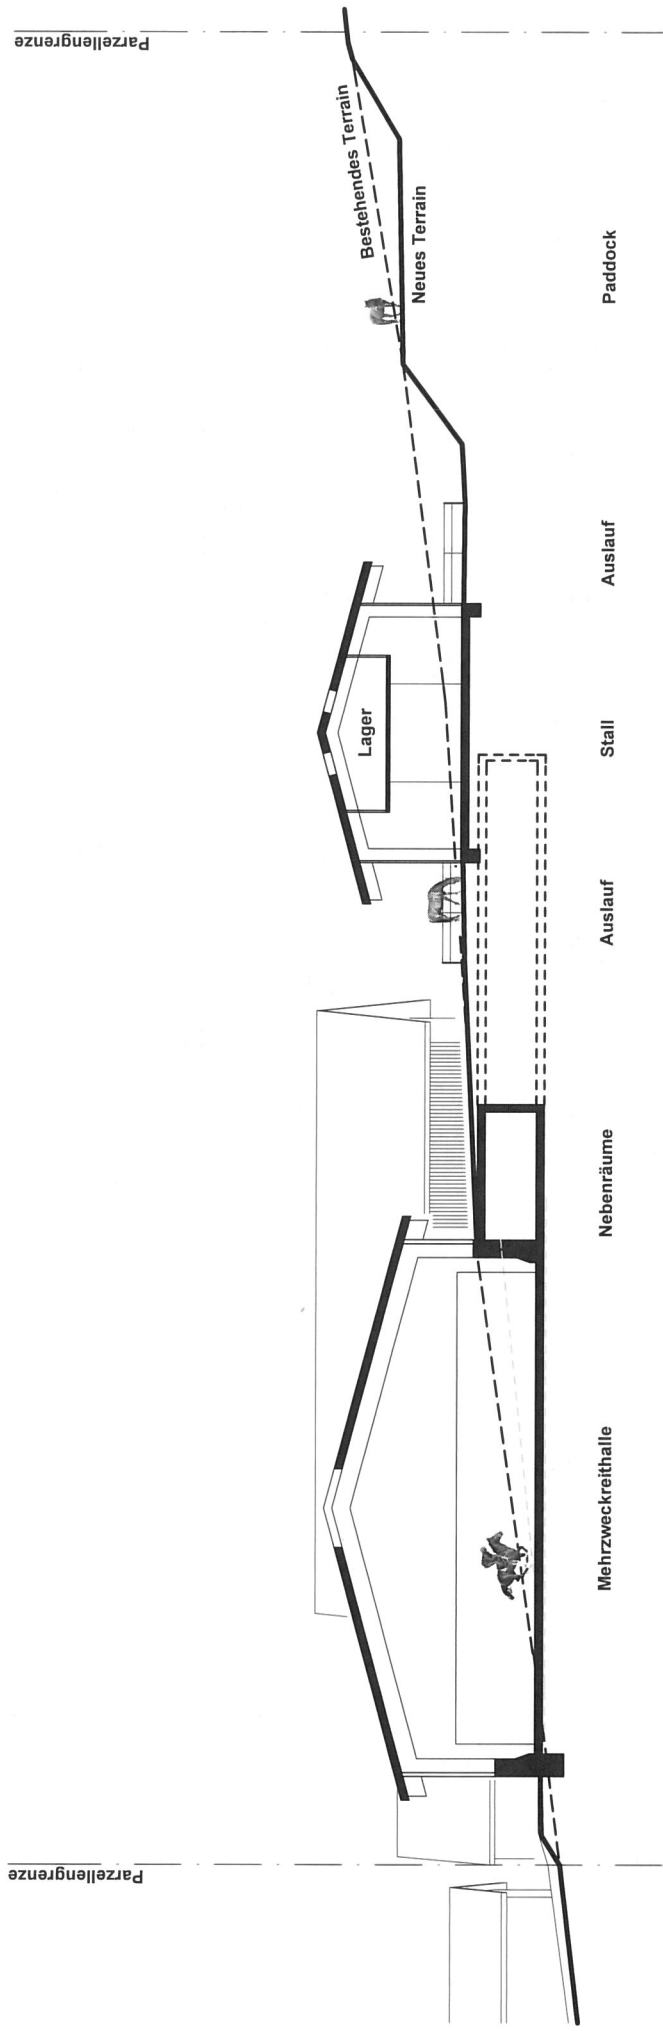 Parzellengrenze
Parzellengrenze
Bestehendes Terrain
Neues Terrain
Lager
Mehrzweckreithalle
Nebenräume
Auslauf
Stall
Auslauf
Paddock